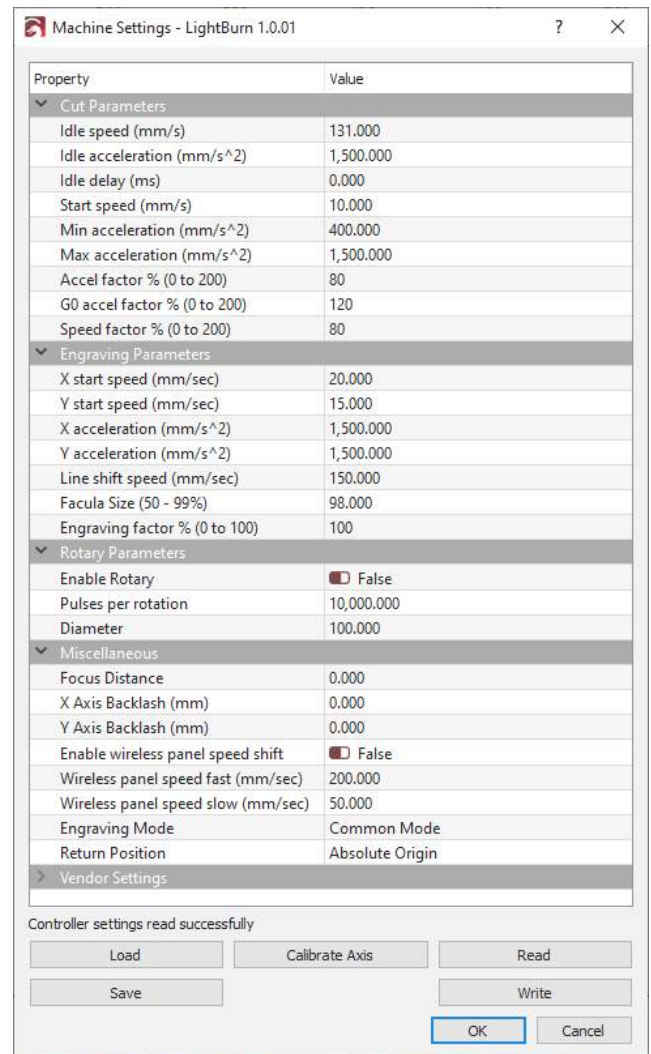 Machine Settings - LightBurn 1.0.01 ? ×
Property Value
Cut Parameters
Idle speed (mm/s) 131.000
Idle acceleration (mm/s^2) 1,500.000
Idle delay (ms) 0.000
Start speed (mm/s) 10.000
Min acceleration (mm/s^2) 400.000
Max acceleration (mm/s^2) 1,500.000
Accel factor % (0 to 200) 80
G0 accel factor % (0 to 200) 120
Speed factor % (0 to 200) 80
Engraving Parameters
X start speed (mm/sec) 20.000
Y start speed (mm/sec) 15.000
X acceleration (mm/s^2) 1,500.000
Y acceleration (mm/s^2) 1,500.000
Line shift speed (mm/sec) 150.000
Facula Size (50 - 99%) 98.000
Engraving factor % (0 to 100) 100
Rotary Parameters
Enable Rotary False
Pulses per rotation 10,000.000
Diameter 100.000
Miscellaneous
Focus Distance 0.000
X Axis Backlash (mm) 0.000
Y Axis Backlash (mm) 0.000
Enable wireless panel speed shift False
Wireless panel speed fast (mm/sec) 200.000
Wireless panel speed slow (mm/sec) 50.000
Engraving Mode Common Mode
Return Position Absolute Origin
Vendor Settings
Controller settings read successfully
Load Calibrate Axis Read
Save Write
OK Cancel